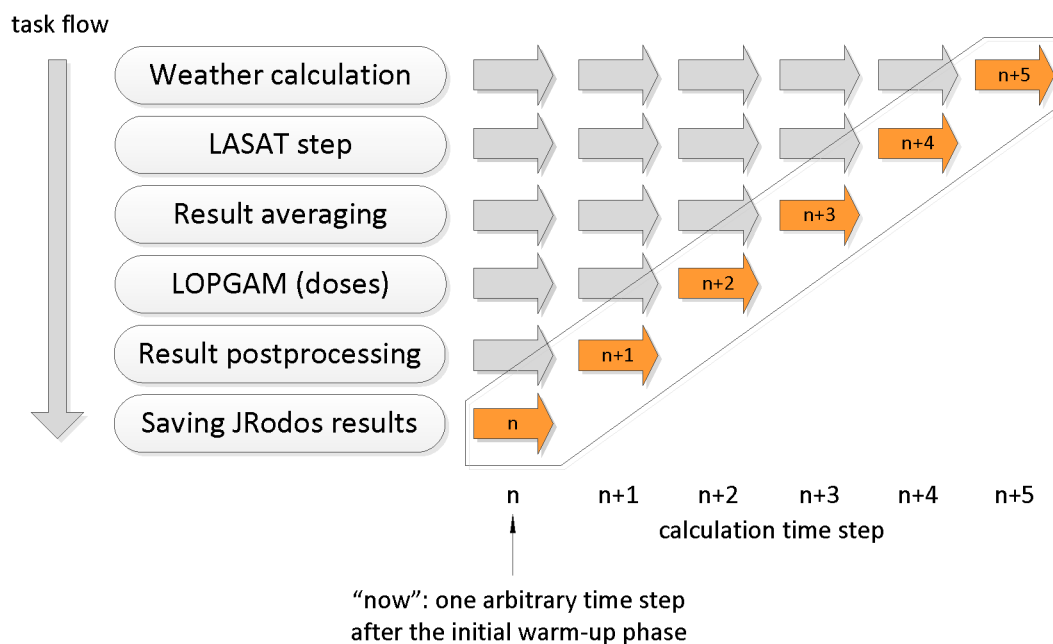 task flow
Weather calculation
n+5
LASAT step
n+4
Result averaging
n+3
LOPGAM (doses)
n+2
Result postprocessing
n+1
Saving JRodos results
n
n n+1 n+2 n+3 n+4 n+5
calculation time step
“now”: one arbitrary time step
after the initial warm-up phase